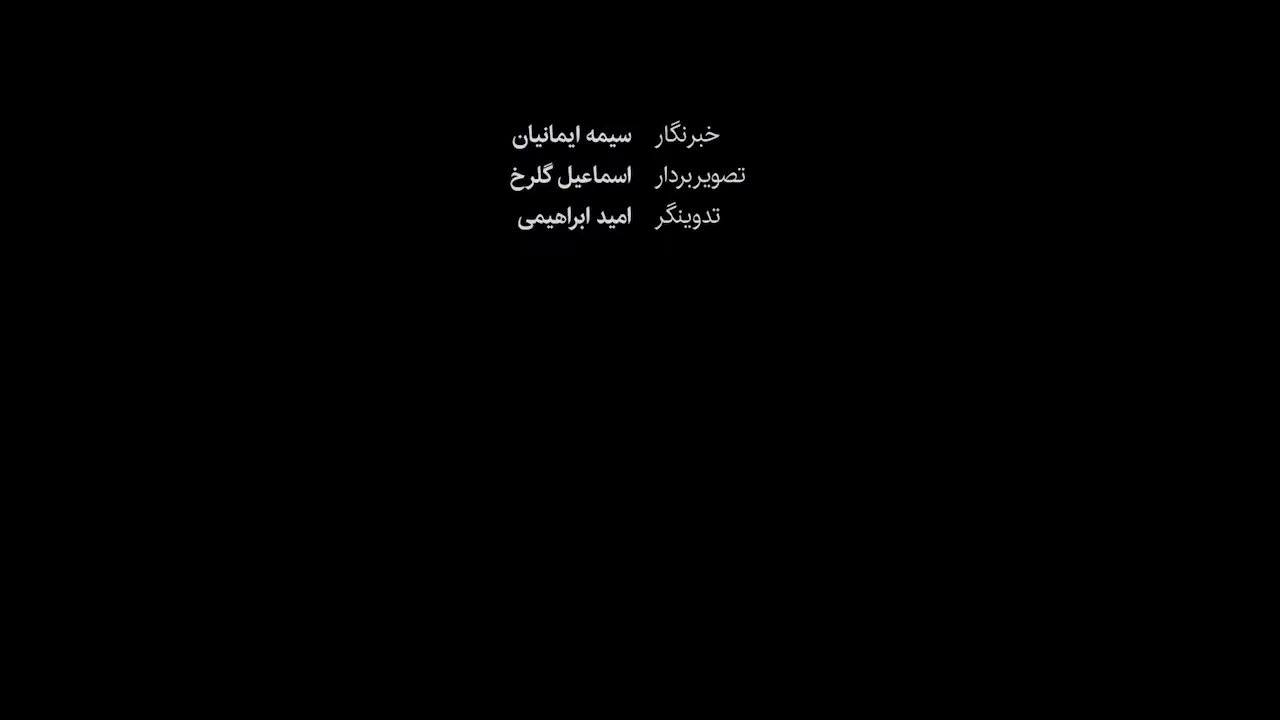 خبرنگار سیمه ایمانیان
تصویربردار اسماعیل گلرخ
تدوینگر امید ابراهیمی